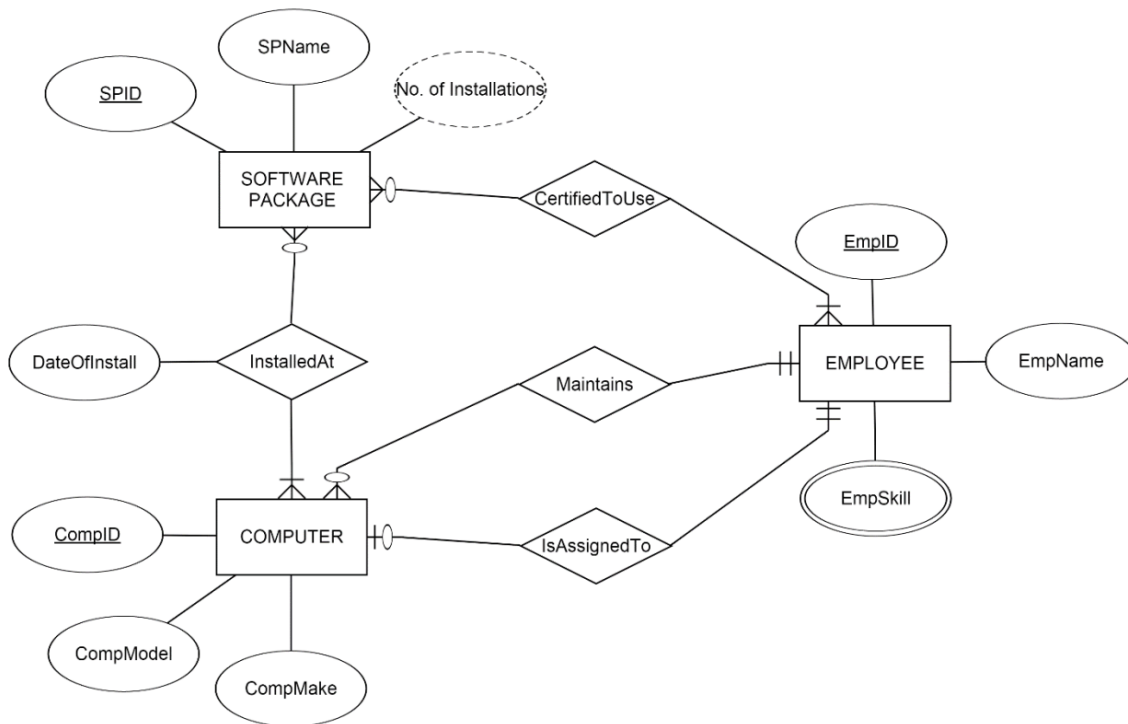 SPName
SPID
No. of Installations
SOFTWARE
PACKAGE
CertifiedToUse
EmpID
DateOfInstall
InstalledAt
Maintains
EMPLOYEE
EmpName
EmpSkill
CompID
COMPUTER
IsAssignedTo
CompModel
CompMake